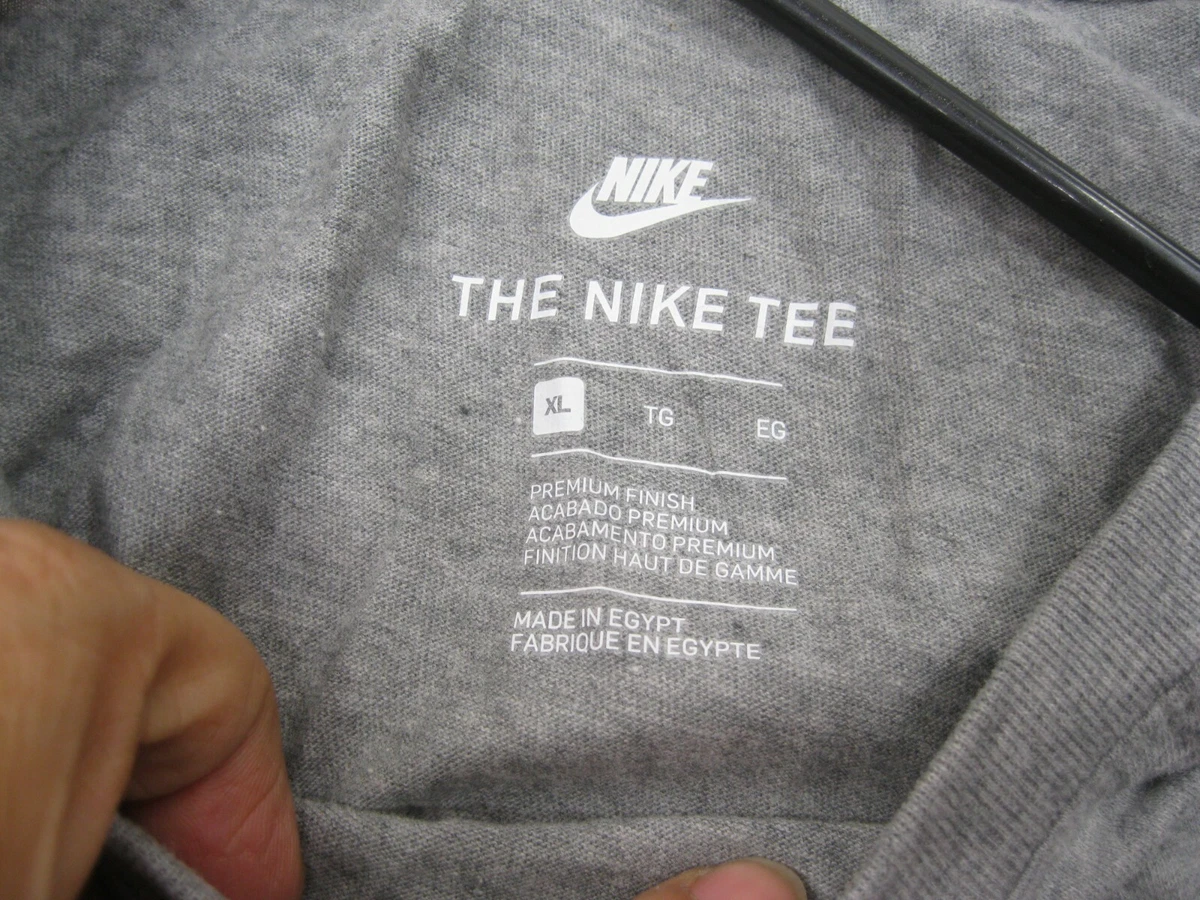 NIKE
THE NIKE TEE
XL TG EG
PREMIUM FINISH
ACABADO PREMIUM
ACABAMENTO PREMIUM
FINITION HAUT DE GAMME
MADE IN EGYPT
FABRIQUE EN EGYPTE